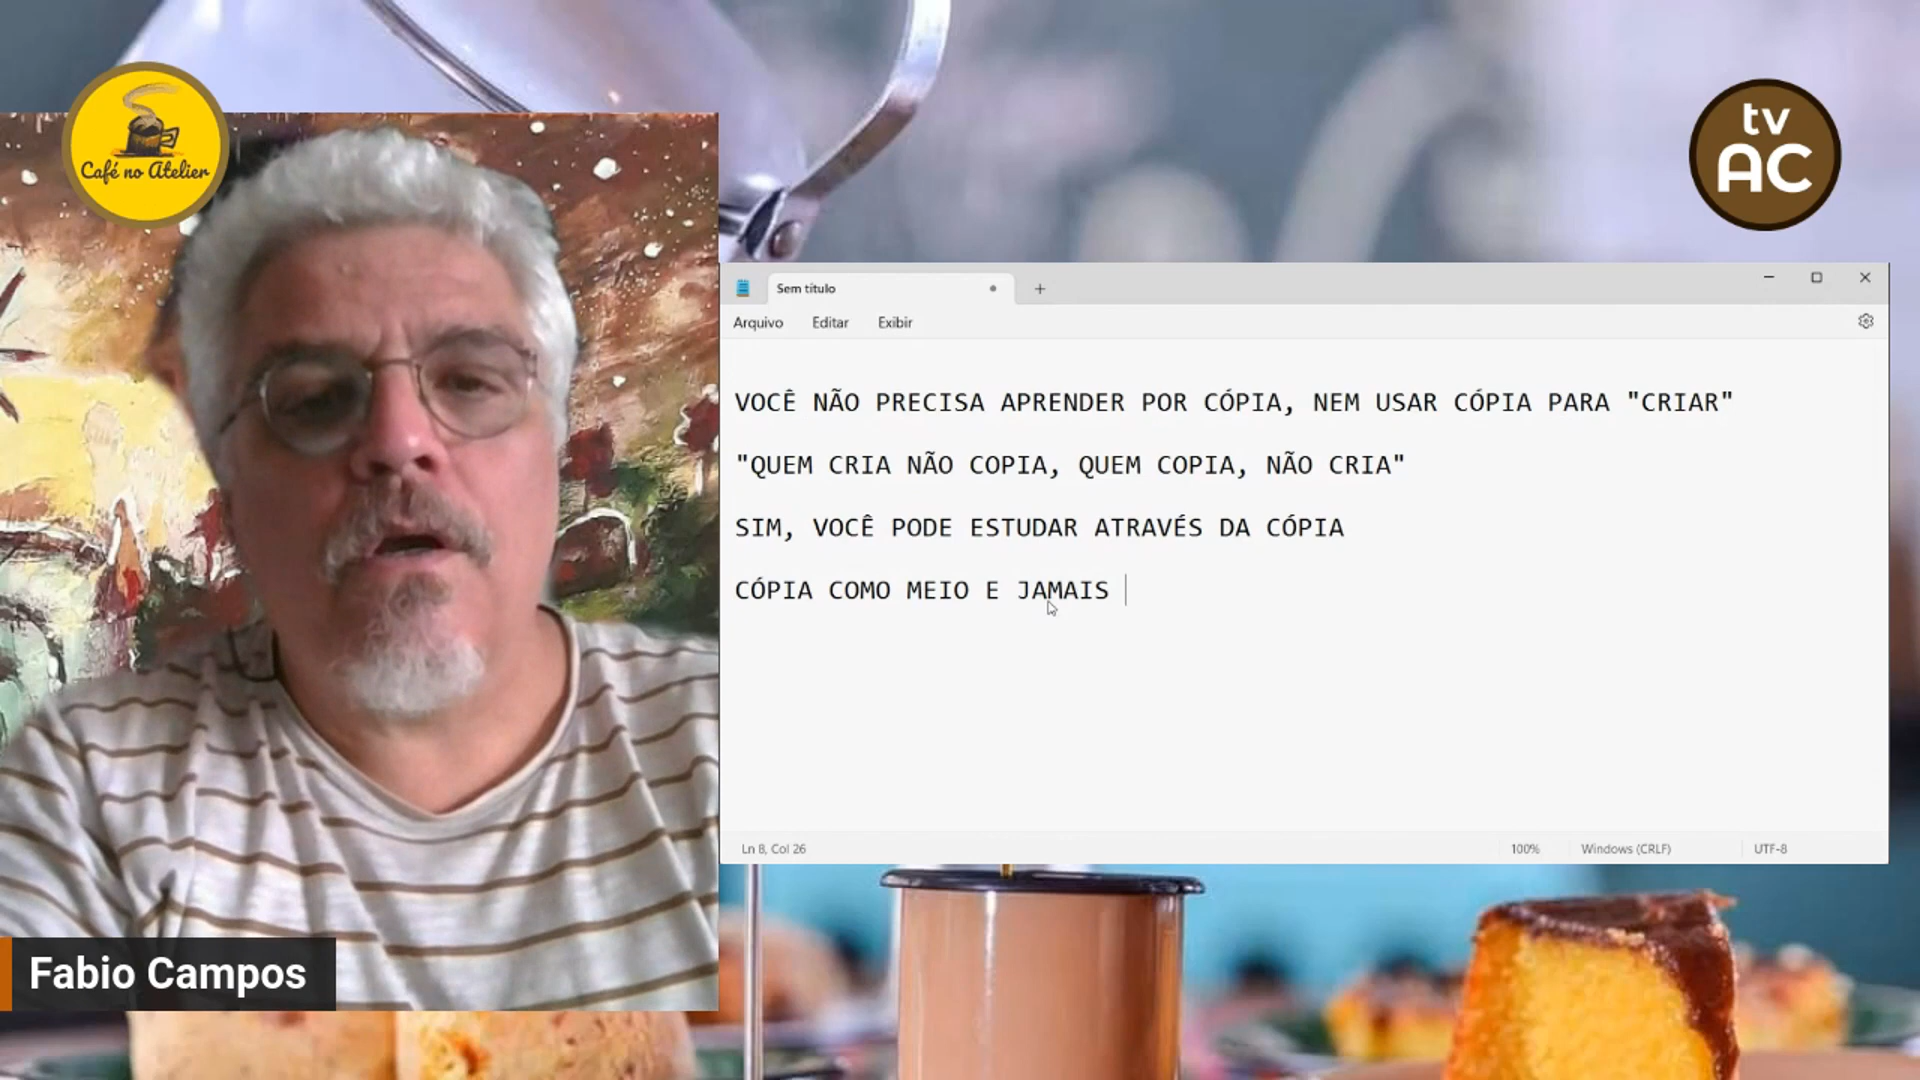 Café no Atelier
tv
AC
Sem título
Arquivo Editar Exibir
VOCÊ NÃO PRECISA APRENDER POR CÓPIA, NEM USAR CÓPIA PARA "CRIAR"
"QUEM CRIA NÃO COPIA, QUEM COPIA, NÃO CRIA"
SIM, VOCÊ PODE ESTUDAR ATRAVÉS DA CÓPIA
CÓPIA COMO MEIO E JAMAIS
Ln 8, Col 26 100% Windows (CRLF) UTF-8
Fabio Campos